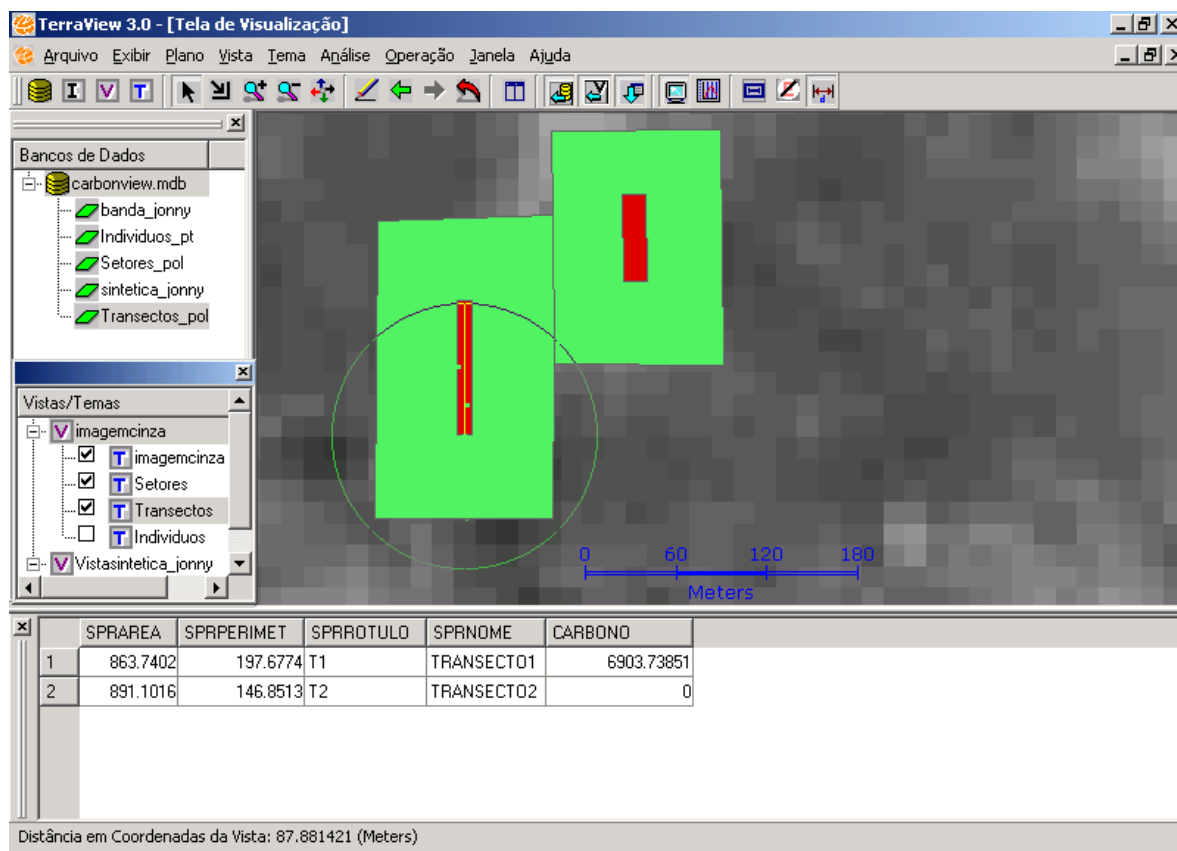 TerraView 3.0 - [Tela de Visualização]
Arquivo Exibir Plano Vista Tema Análise Operação Janela Ajuda
I V T
Bancos de Dados
carbonview.mdb
banda_jonny
Individuos_pt
Setores_pol
sintetica_jonny
Transectos_pol
Vistas/Temas
V imagemcinza
T imagemcinza
T Setores
T Transectos
T Individuos
V Vistasintetica_jonny
0 60 120 180
Meters
SPRAREA SPRPERIMET SPRROTULO SPRNOME CARBONO
1 863.7402 197.6774 T1 TRANSECTO1 6903.73851
2 891.1016 146.8513 T2 TRANSECTO2 0
Distância em Coordenadas da Vista: 87.881421 (Meters)